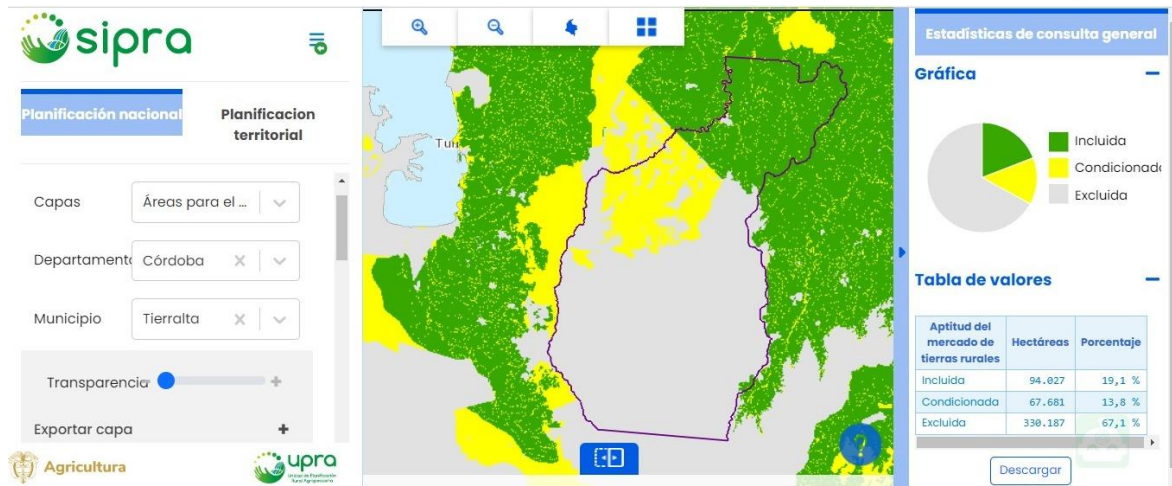 sipra
Planificación nacional
Planificacion
territorial
Capas
Áreas para el ...
Departamento
Córdoba
Municipio
Tierralta
Transparencia
Exportar capa
Agricultura
upra
Tur
Estadísticas de consulta general
Gráfica
Incluida
Condicionada
Excluida
Tabla de valores
Aptitud del
mercado de
tierras rurales
Hectáreas
Porcentaje
Incluida 94.027 19,1 %
Condicionada 67.681 13,8 %
Excluida 330.187 67,1 %
?
Descargar